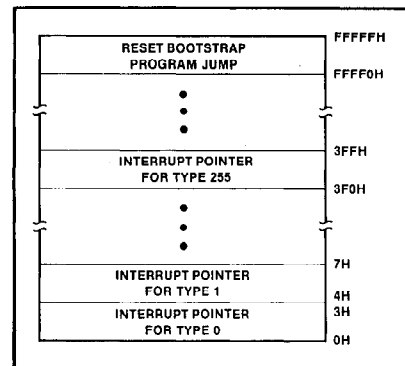 FFFFFH
RESET BOOTSTRAP
PROGRAM JUMP
FFFF0H
3FFH
INTERRUPT POINTER
FOR TYPE 255
3F0H
7H
INTERRUPT POINTER
FOR TYPE 1
4H
3H
INTERRUPT POINTER
FOR TYPE 0
0H